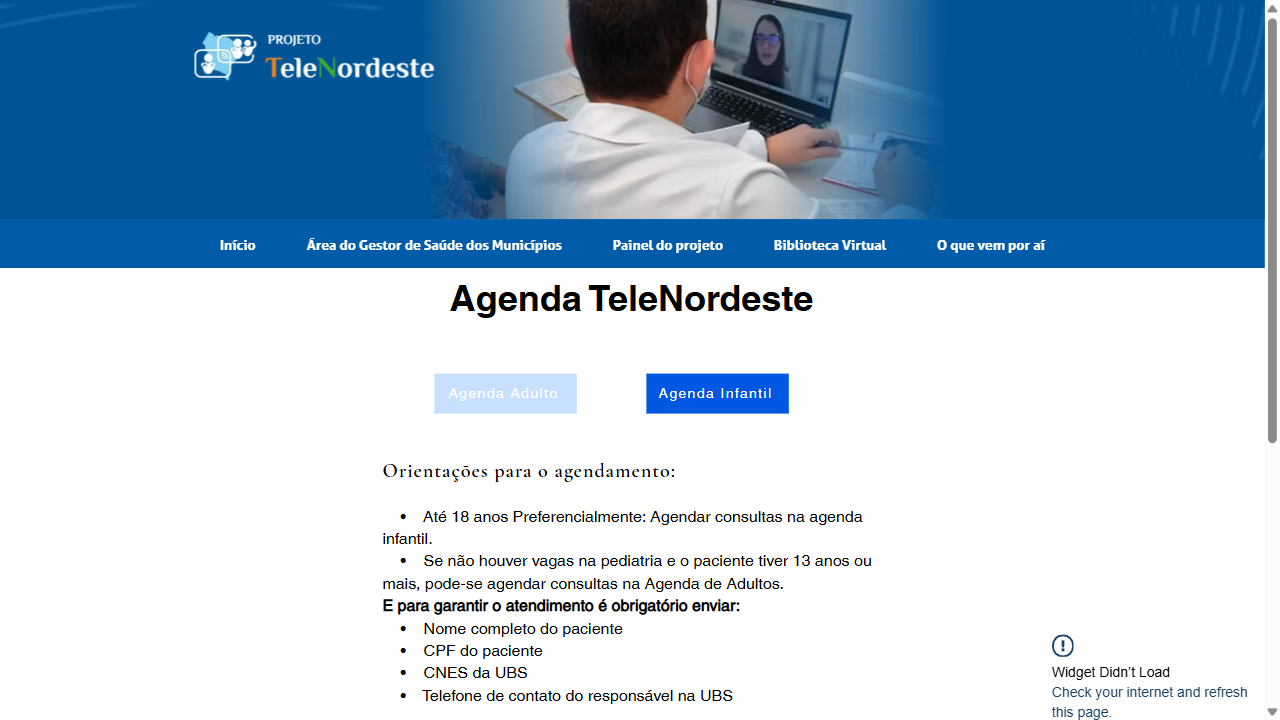 PROJETO
TeleNordeste
Início
Área do Gestor de Saúde dos Municípios
Painel do projeto
Biblioteca Virtual
O que vem por aí
Agenda TeleNordeste
Agenda Adulto
Agenda Infantil
Orientações para o agendamento:
• Até 18 anos Preferencialmente: Agendar consultas na agenda
infantil.
• Se não houver vagas na pediatria e o paciente tiver 13 anos ou
mais, pode-se agendar consultas na Agenda de Adultos.
E para garantir o atendimento é obrigatório enviar:
• Nome completo do paciente
• CPF do paciente
• CNES da UBS
• Telefone de contato do responsável na UBS
Widget Didn’t Load
Check your internet and refresh
this page.